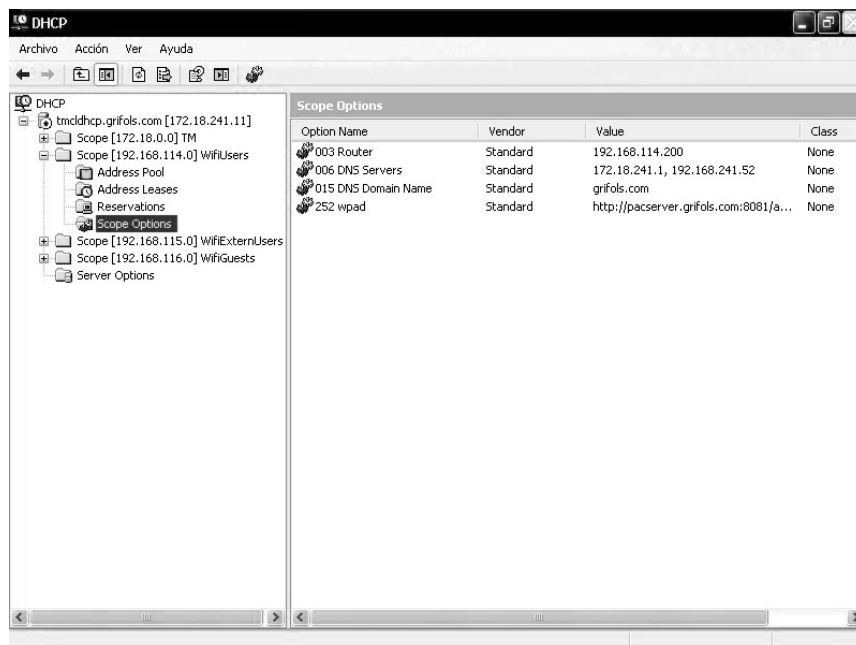 DHCP
Archivo Acción Ver Ayuda
DHCP
tmcldhcp.grifols.com [172.18.241.11]
Scope [172.18.0.0] TM
Scope [192.168.114.0] WifiUsers
Address Pool
Address Leases
Reservations
Scope Options
Scope [192.168.115.0] WifiExternUsers
Scope [192.168.116.0] WifiGuests
Server Options
Scope Options
Option Name Vendor Value Class
003 Router Standard 192.168.114.200 None
006 DNS Servers Standard 172.18.241.1, 192.168.241.52 None
015 DNS Domain Name Standard grifols.com None
252 wpad Standard http://pacserver.grifols.com:8081/a... None